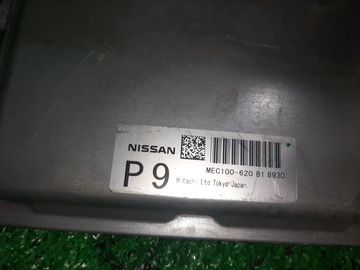 NISSAN
MEC100-620 B1 8930
P9
Hitachi,Ltd.Tokyo Japan